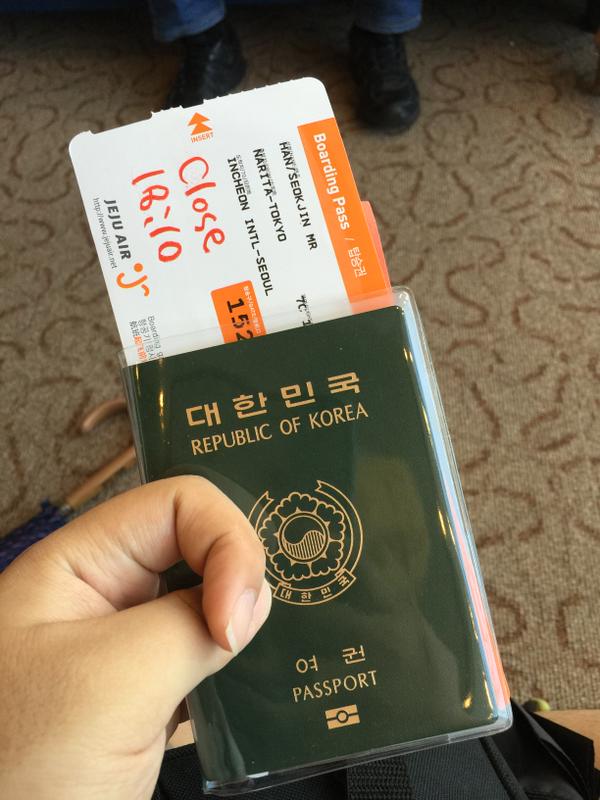 INSERT
Boarding Pass / 탑승권
HAN/SEOKJIN MR
NARITA-TOKYO
INCHEON INTL-SEOUL
7C
152
Close
18:10
JEJU AIR
http://www.jejuair.net
Boarding
대한민국
REPUBLIC OF KOREA
대한민국
여권
PASSPORT